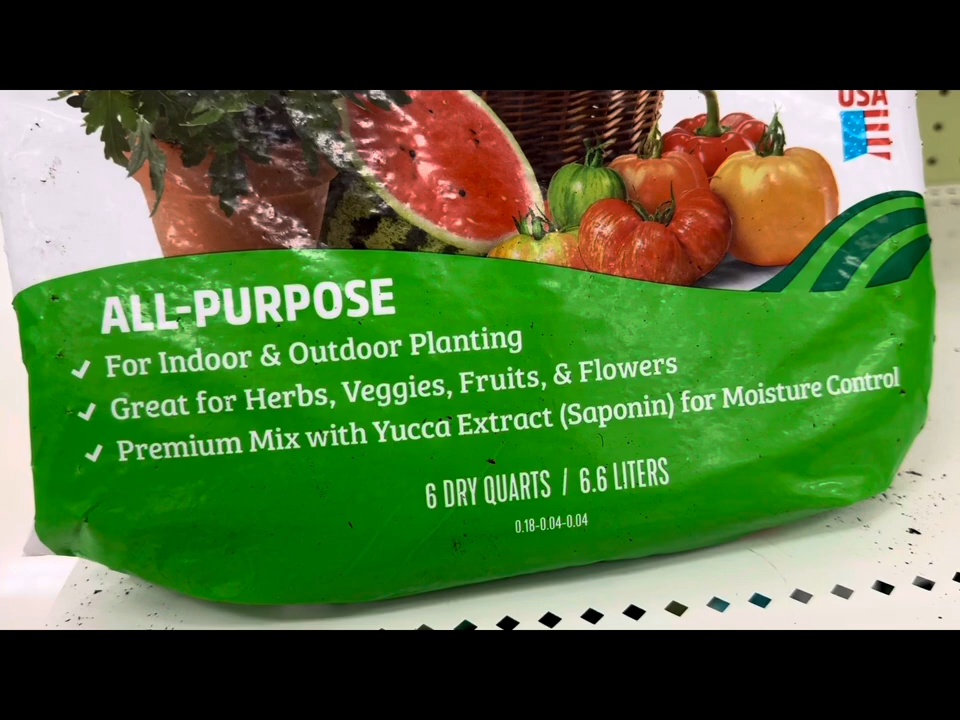 USA
ALL-PURPOSE
For Indoor & Outdoor Planting
Great for Herbs, Veggies, Fruits, & Flowers
Premium Mix with Yucca Extract (Saponin) for Moisture Control
6 DRY QUARTS / 6.6 LITERS
0.18-0.04-0.04